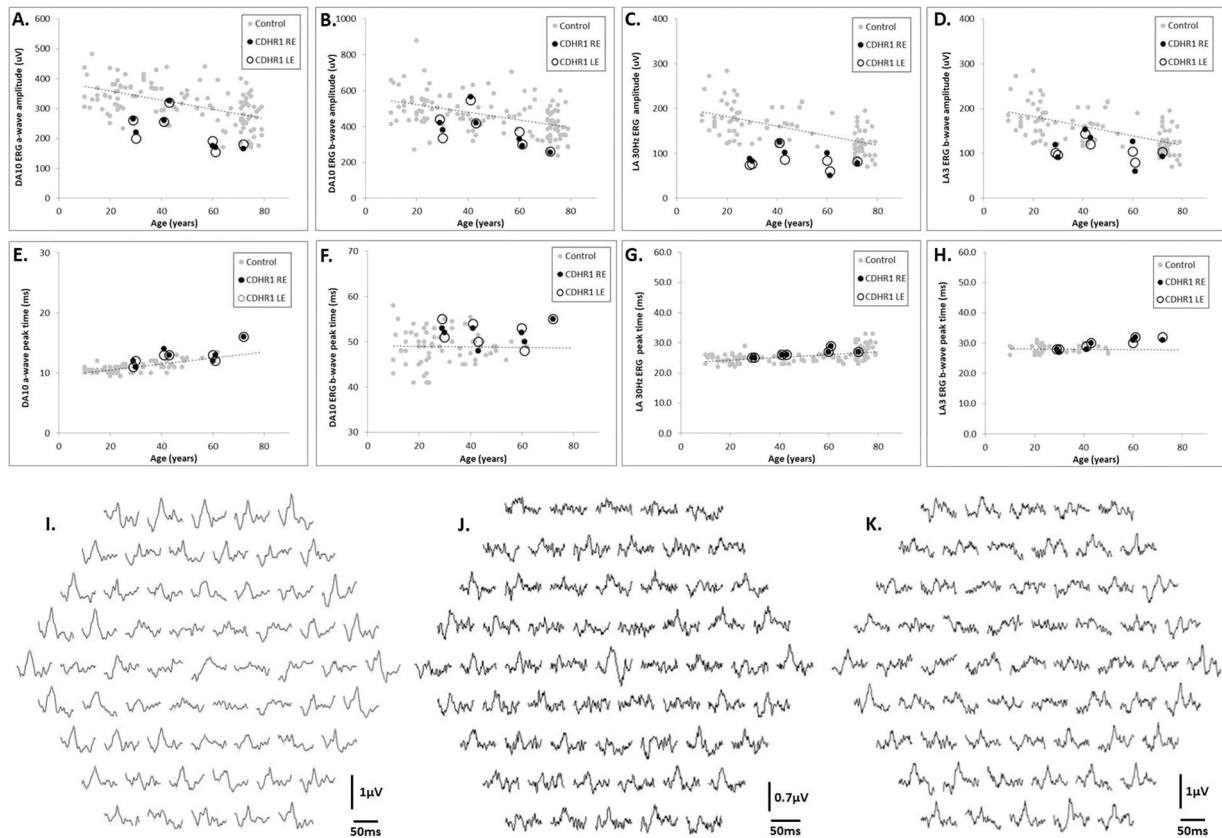 A.
DA10 ERG a-wave amplitude (uV)
600
500
400
300
200
100
0
0 20 40 60 80
Age (years)
Control
CDHR1 RE
CDHR1 LE
B.
DA10 ERG b-wave amplitude (uV)
1000
800
600
400
200
0
0 20 40 60 80
Age (years)
Control
CDHR1 RE
CDHR1 LE
C.
LA 30Hz ERG amplitude (uV)
400
300
200
100
0
0 20 40 60 80
Age (years)
Control
CDHR1 RE
CDHR1 LE
D.
LA3 ERG b-wave amplitude (uV)
400
300
200
100
0
0 20 40 60 80
Age (years)
Control
CDHR1 RE
CDHR1 LE
E.
DA10 a-wave peak time (ms)
30
20
10
0
0 20 40 60 80
Age (years)
Control
CDHR1 RE
CDHR1 LE
F.
DA10 ERG b-wave peak time (ms)
70
60
50
40
30
0 20 40 60 80
Age (years)
Control
CDHR1 RE
CDHR1 LE
G.
LA 30Hz ERG peak time (ms)
60.0
50.0
40.0
30.0
20.0
10.0
0.0
0 20 40 60 80
Age (years)
Control
CDHR1 RE
CDHR1 LE
H.
LA3 ERG b-wave peak time (ms)
60.0
50.0
40.0
30.0
20.0
10.0
0.0
0 20 40 60 80
Age (years)
Control
CDHR1 RE
CDHR1 LE
I.
1µV
50ms
J.
0.7µV
50ms
K.
1µV
50ms